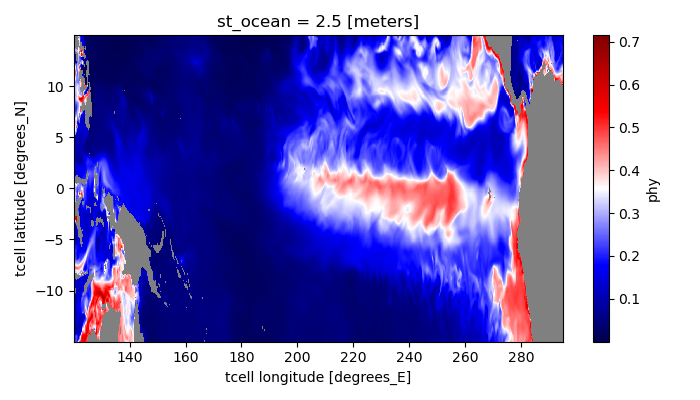 st_ocean = 2.5 [meters]
10
5
0
−5
−10
tcell latitude [degrees_N]
140 160 180 200 220 240 260 280
tcell longitude [degrees_E]
0.7
0.6
0.5
0.4
0.3
0.2
0.1
phy